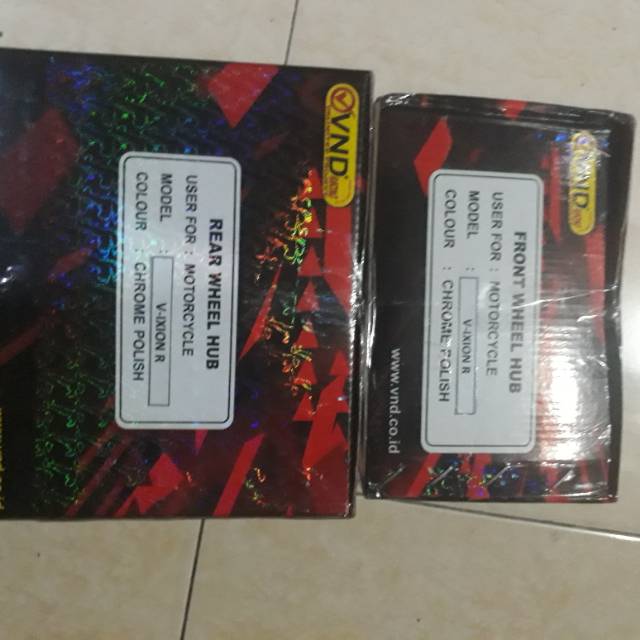 VND
REAR WHEEL HUB
USER FOR : MOTORCYCLE
MODEL : V-IXION R
COLOUR : CHROME POLISH
VND
FRONT WHEEL HUB
USER FOR : MOTORCYCLE
MODEL : V-IXION R
COLOUR : CHROME POLISH
www.vnd.co.id